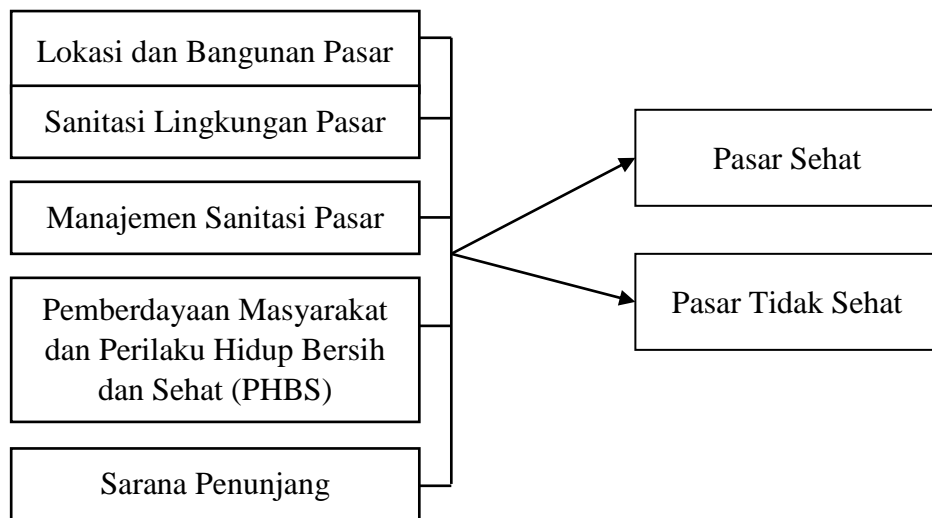 Lokasi dan Bangunan Pasar
Sanitasi Lingkungan Pasar
Manajemen Sanitasi Pasar
Pemberdayaan Masyarakat
dan Perilaku Hidup Bersih
dan Sehat (PHBS)
Sarana Penunjang
Pasar Sehat
Pasar Tidak Sehat